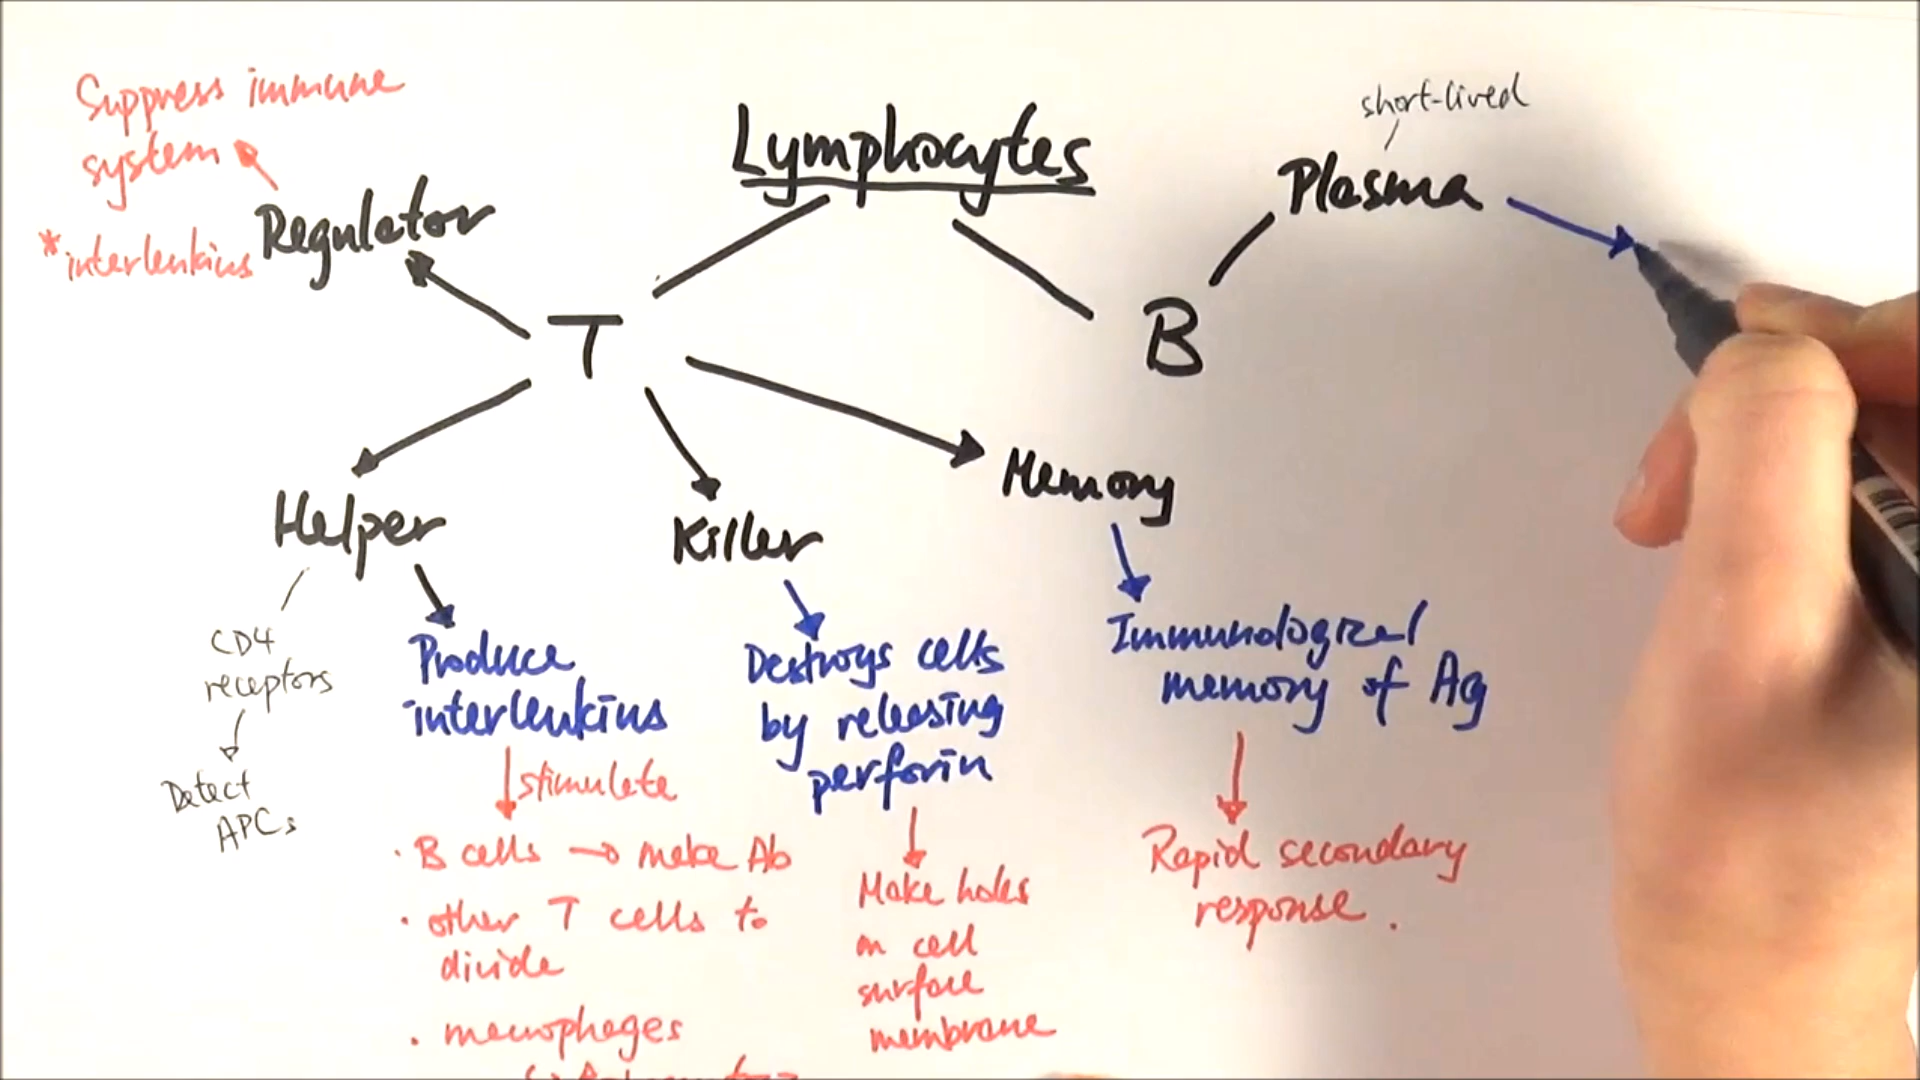 Lymphocytes
Suppress immune
system
*interleukins
Regulator
T
Helper
CD4
receptors
Detect
APCs
Produce
interleukins
stimulate
· B cells → make Ab
· other T cells to
divide
· macrophages
Killer
Destroys cells
by releasing
perforin
Make holes
on cell
surface
membrane
Memory
Immunological
memory of Ag
Rapid secondary
response.
B
short-lived
Plasma